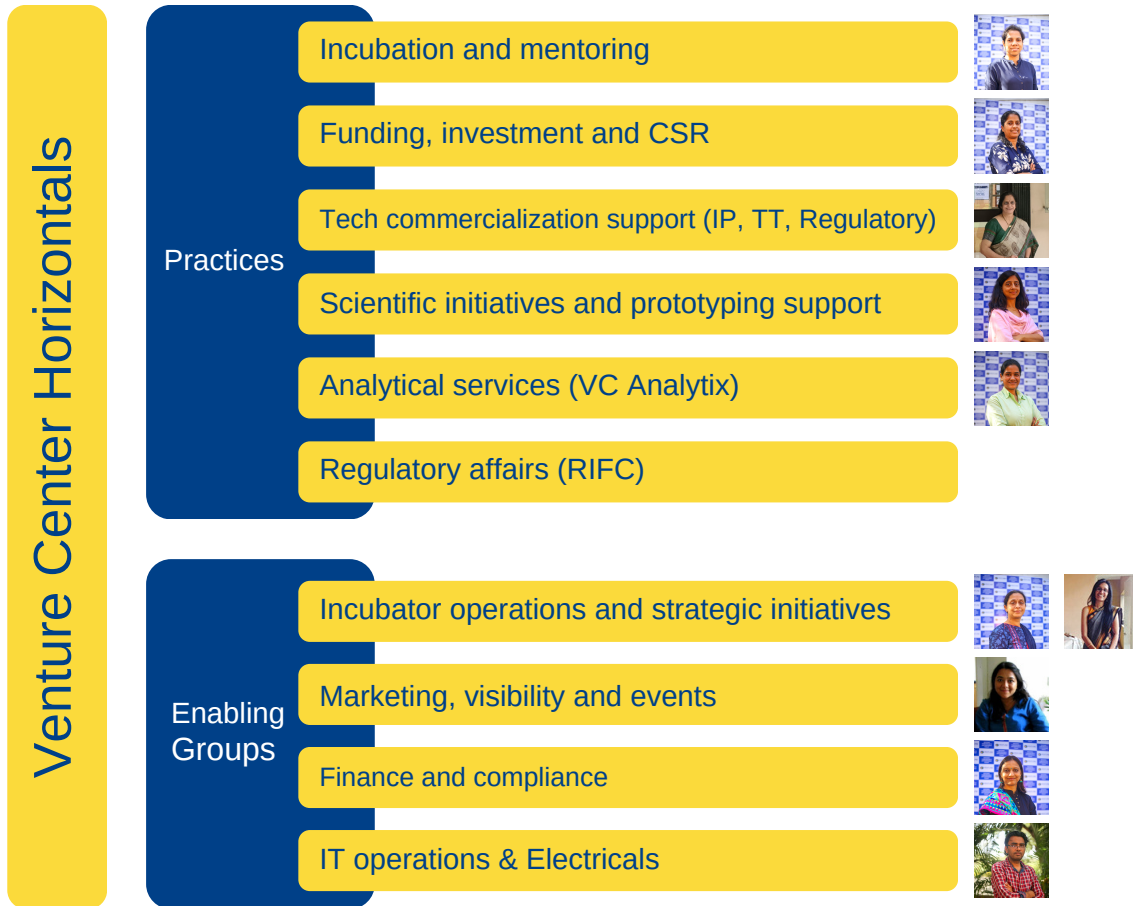 Venture Center Horizontals
Practices
Incubation and mentoring
Funding, investment and CSR
Tech commercialization support (IP, TT, Regulatory)
Scientific initiatives and prototyping support
Analytical services (VC Analytix)
Regulatory affairs (RIFC)
Enabling
Groups
Incubator operations and strategic initiatives
Marketing, visibility and events
Finance and compliance
IT operations & Electricals